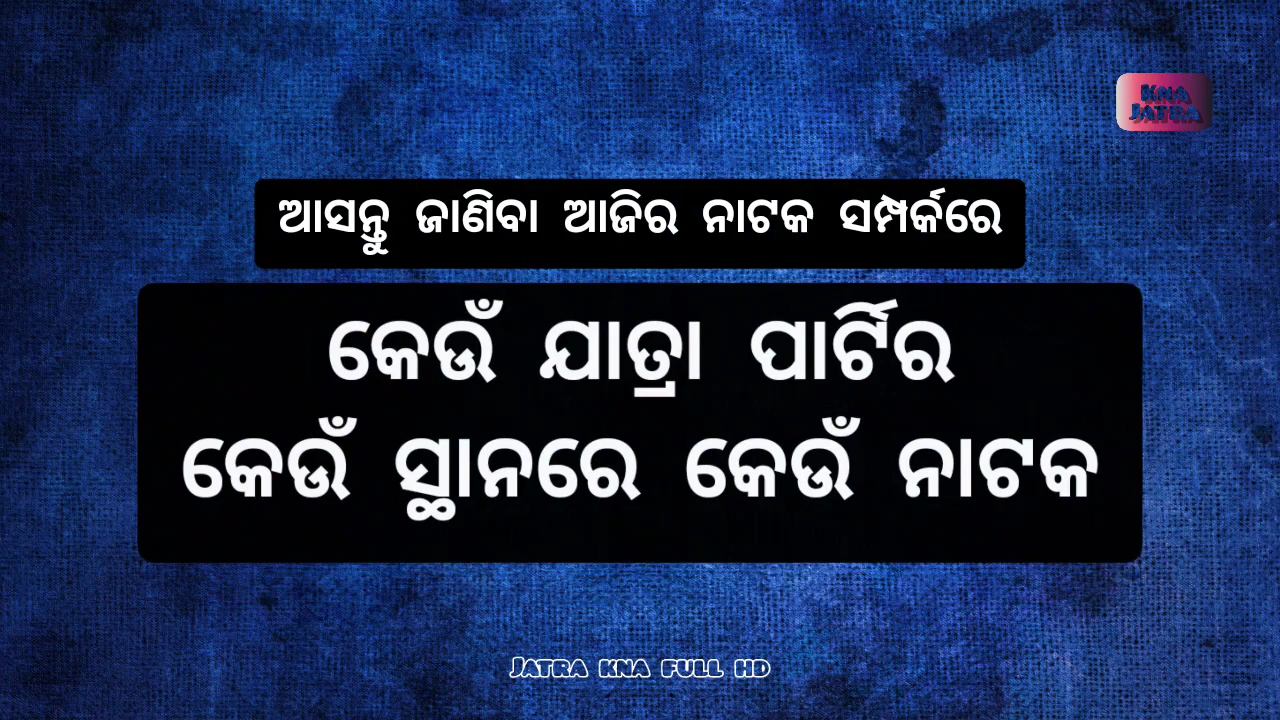 KNA
JATRA
ଆସନ୍ତୁ ଜାଣିବା ଆଜିର ନାଟକ ସମ୍ପର୍କରେ
କେଉଁ ଯାତ୍ରା ପାର୍ଟିର
କେଉଁ ସ୍ଥାନରେ କେଉଁ ନାଟକ
JATRA KNA FULL HD